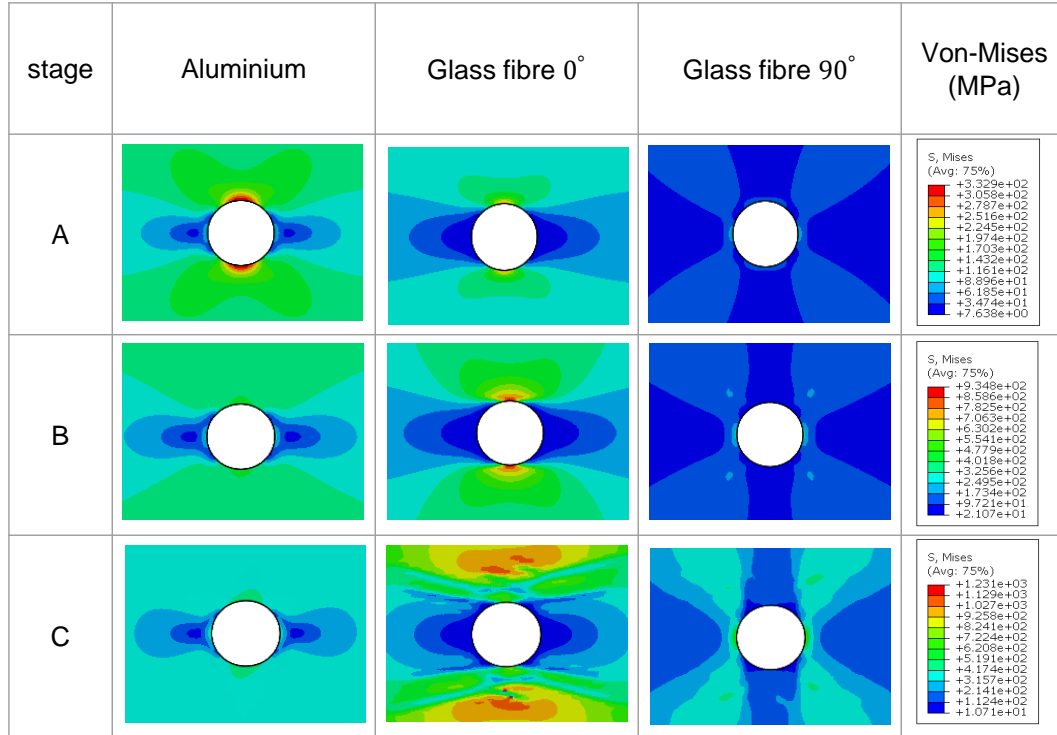 stage Aluminium Glass fibre 0° Glass fibre 90° Von-Mises
(MPa)
A
S, Mises
(Avg: 75%)
+3.329e+02
+3.058e+02
+2.787e+02
+2.516e+02
+2.245e+02
+1.974e+02
+1.703e+02
+1.432e+02
+1.161e+02
+8.896e+01
+6.185e+01
+3.474e+01
+7.638e+00
B
S, Mises
(Avg: 75%)
+9.348e+02
+8.586e+02
+7.825e+02
+7.063e+02
+6.302e+02
+5.541e+02
+4.779e+02
+4.018e+02
+3.256e+02
+2.495e+02
+1.734e+02
+9.721e+01
+2.107e+01
C
S, Mises
(Avg: 75%)
+1.231e+03
+1.129e+03
+1.027e+03
+9.258e+02
+8.241e+02
+7.224e+02
+6.208e+02
+5.191e+02
+4.174e+02
+3.157e+02
+2.141e+02
+1.124e+02
+1.071e+01